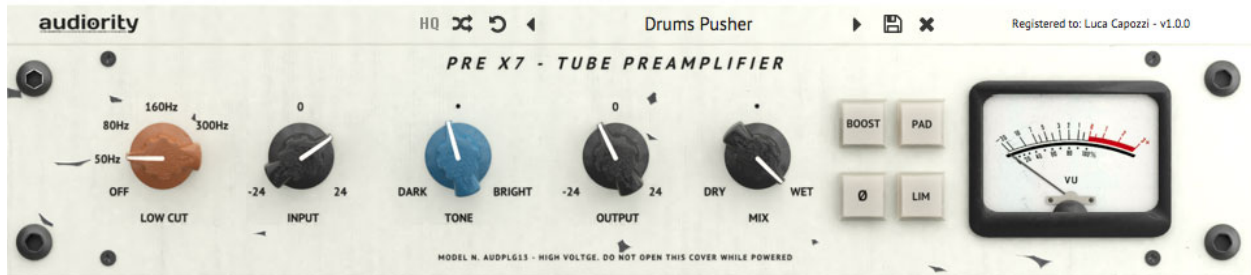 audiority
HQ
Drums Pusher
Registered to: Luca Capozzi - v1.0.0
PRE X7 - TUBE PREAMPLIFIER
160Hz
80Hz
300Hz
50Hz
OFF
LOW CUT
0
-24
24
INPUT
DARK
BRIGHT
TONE
0
-24
24
OUTPUT
DRY
WET
MIX
BOOST
PAD
Ø
LIM
VU
MODEL N. AUDPLG13 - HIGH VOLTGE. DO NOT OPEN THIS COVER WHILE POWERED